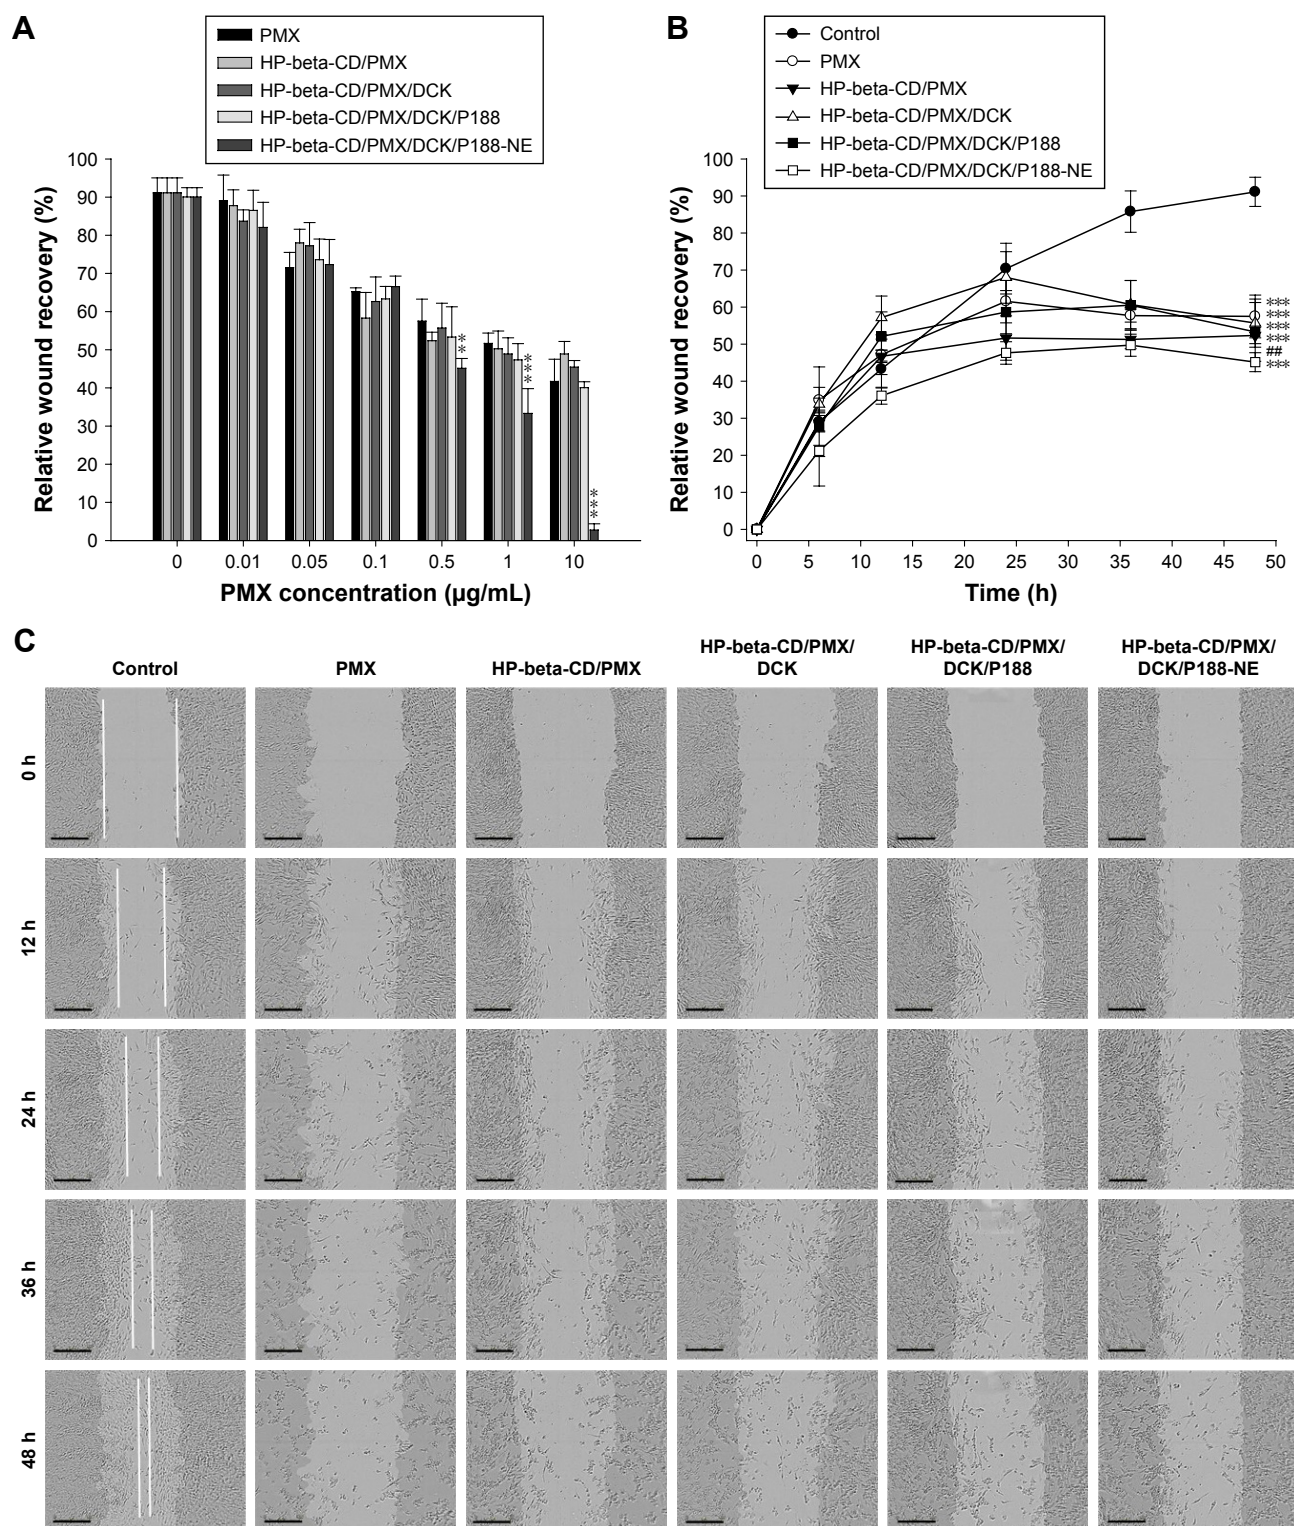 A
PMX
HP-beta-CD/PMX
HP-beta-CD/PMX/DCK
HP-beta-CD/PMX/DCK/P188
HP-beta-CD/PMX/DCK/P188-NE
Relative wound recovery (%)
100
90
80
70
60
50
40
30
20
10
0
**
***
***
0 0.01 0.05 0.1 0.5 1 10
PMX concentration (µg/mL)
B
Control
PMX
HP-beta-CD/PMX
HP-beta-CD/PMX/DCK
HP-beta-CD/PMX/DCK/P188
HP-beta-CD/PMX/DCK/P188-NE
Relative wound recovery (%)
100
90
80
70
60
50
40
30
20
10
0
***
***
***
***
##
***
0 5 10 15 20 25 30 35 40 45 50
Time (h)
C
Control
PMX
HP-beta-CD/PMX
HP-beta-CD/PMX/
DCK
HP-beta-CD/PMX/
DCK/P188
HP-beta-CD/PMX/
DCK/P188-NE
0 h
12 h
24 h
36 h
48 h